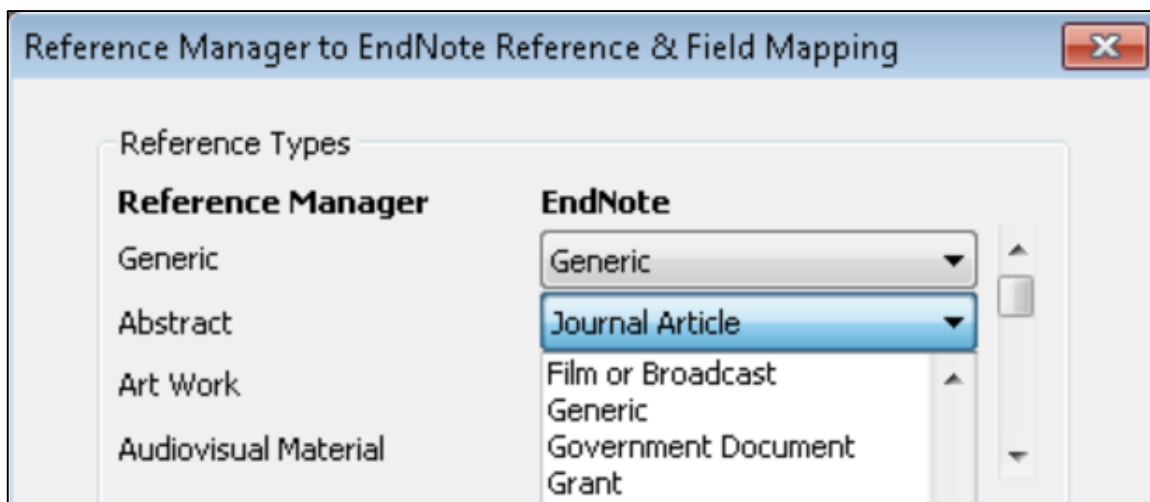 Reference Manager to EndNote Reference & Field Mapping
Reference Types
Reference Manager EndNote
Generic Generic
Abstract Journal Article
Art Work
Film or Broadcast
Generic
Audiovisual Material
Government Document
Grant